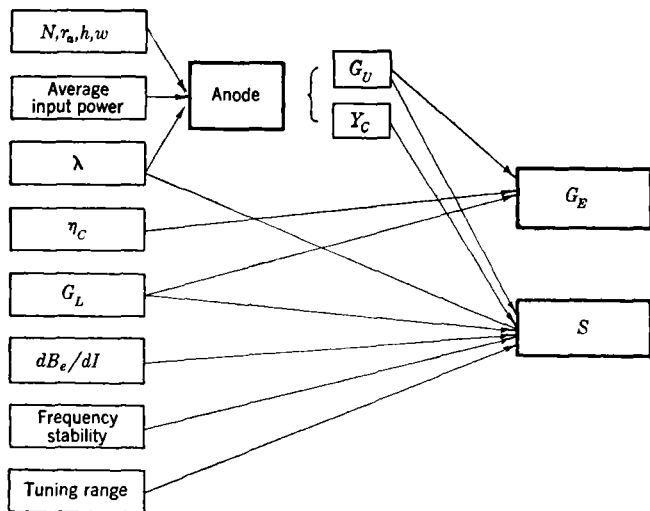 N, r_a, h, w
Average
input power
Anode
G_U
Y_C
λ
η_C
G_E
G_L
S
dB_e/dI
Frequency
stability
Tuning range